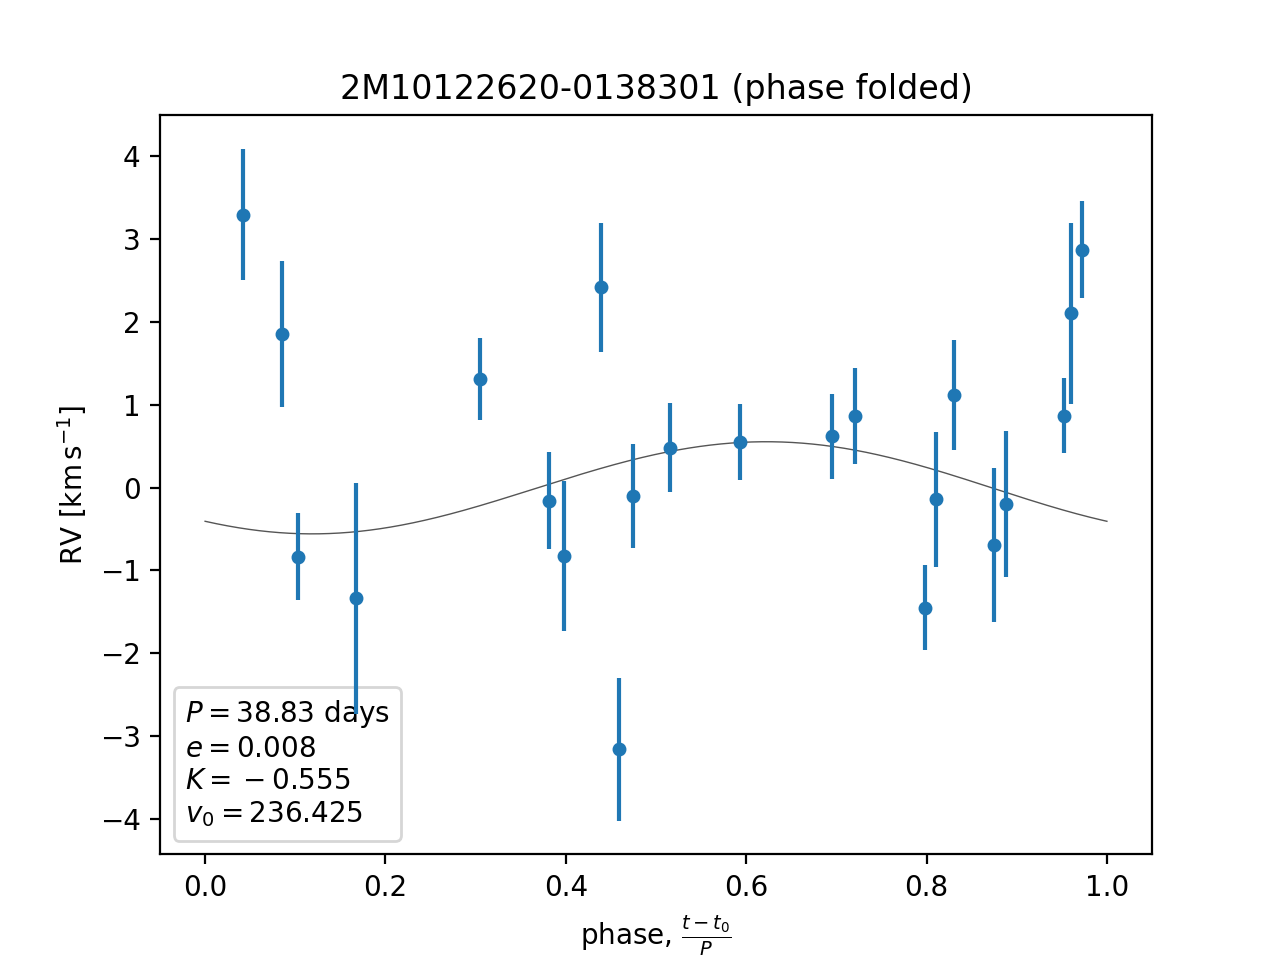 2M10122620-0138301 (phase folded)
4
3
2
1
0
−1
−2
−3
−4
RV [km s⁻¹]
P = 38.83 days
e = 0.008
K = −0.555
v₀ = 236.425
0.0 0.2 0.4 0.6 0.8 1.0
phase, (t − t₀)/P